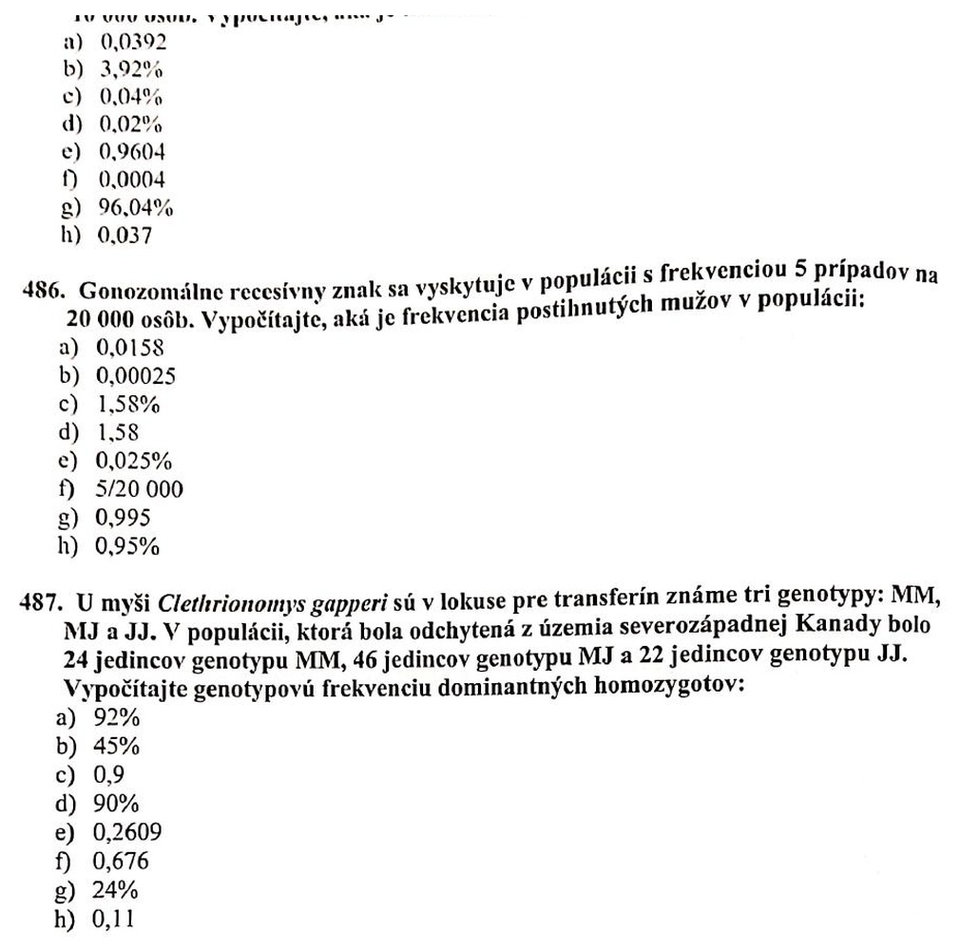 10 000 osôb. Vypočítajte,
a) 0,0392
b) 3,92%
c) 0,04%
d) 0,02%
e) 0,9604
f) 0,0004
g) 96,04%
h) 0,037
486. Gonozomálne recesívny znak sa vyskytuje v populácii s frekvenciou 5 prípadov na
20 000 osôb. Vypočítajte, aká je frekvencia postihnutých mužov v populácii:
a) 0,0158
b) 0,00025
c) 1,58%
d) 1,58
e) 0,025%
f) 5/20 000
g) 0,995
h) 0,95%
487. U myši Clethrionomys gapperi sú v lokuse pre transferín známe tri genotypy: MM,
MJ a JJ. V populácii, ktorá bola odchytená z územia severozápadnej Kanady bolo
24 jedincov genotypu MM, 46 jedincov genotypu MJ a 22 jedincov genotypu JJ.
Vypočítajte genotypovú frekvenciu dominantných homozygotov:
a) 92%
b) 45%
c) 0,9
d) 90%
e) 0,2609
f) 0,676
g) 24%
h) 0,11